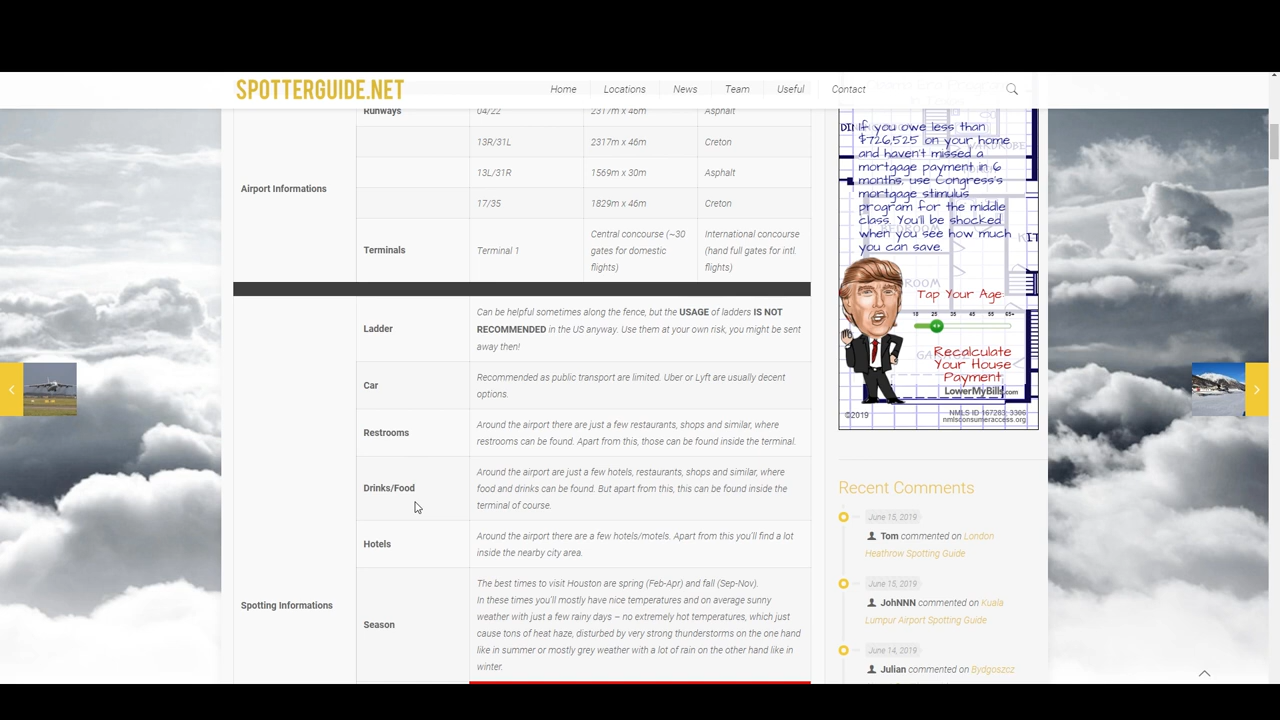 SPOTTERGUIDE.NET
Home
Locations
News
Team
Useful
Contact
Airport Informations
Runways
04/22
2317m x 46m
Asphalt
13R/31L
2317m x 46m
Creton
13L/31R
1569m x 30m
Asphalt
17/35
1829m x 46m
Creton
Terminals
Terminal 1
Central concourse (~30
gates for domestic
flights)
International concourse
(hand full gates for intl.
flights)
Spotting Informations
Ladder
Can be helpful sometimes along the fence, but the USAGE of ladders IS NOT
RECOMMENDED in the US anyway. Use them at your own risk, you might be sent
away then!
Car
Recommended as public transport are limited. Uber or Lyft are usually decent
options.
Restrooms
Around the airport there are just a few restaurants, shops and similar, where
restrooms can be found. Apart from this, those can be found inside the terminal.
Drinks/Food
Around the airport are just a few hotels, restaurants, shops and similar, where
food and drinks can be found. But apart from this, this can be found inside the
terminal of course.
Hotels
Around the airport there are a few hotels/motels. Apart from this you'll find a lot
inside the nearby city area.
Season
The best times to visit Houston are spring (Feb-Apr) and fall (Sep-Nov).
In these times you'll mostly have nice temperatures and on average sunny
weather with just a few rainy days – no extremely hot temperatures, which just
cause tons of heat haze, disturbed by very strong thunderstorms on the one hand
like in summer or mostly grey weather with a lot of rain on the other hand like in
winter.
If you owe less than
$726,525 on your home
and haven't missed a
mortgage payment in 6
months, use Congress's
mortgage stimulus
program for the middle
class. You'll be shocked
when you see how much
you can save.
BEDROOM
Tap Your Age:
18 25 35 45 55 65+
Recalculate
Your House
Payment
LowerMyBills.com
©2019
NMLS ID 167283; 3306
nmlsconsumeraccess.org
Recent Comments
June 15, 2019
Tom commented on London
Heathrow Spotting Guide
June 15, 2019
JohNNN commented on Kuala
Lumpur Airport Spotting Guide
June 14, 2019
Julian commented on Bydgoszcz